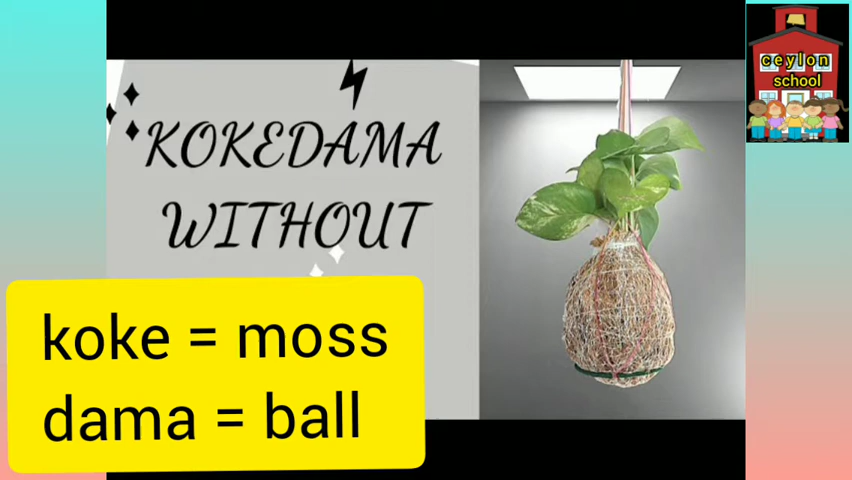 KOKEDAMA
WITHOUT
koke = moss
dama = ball
ceylon
school